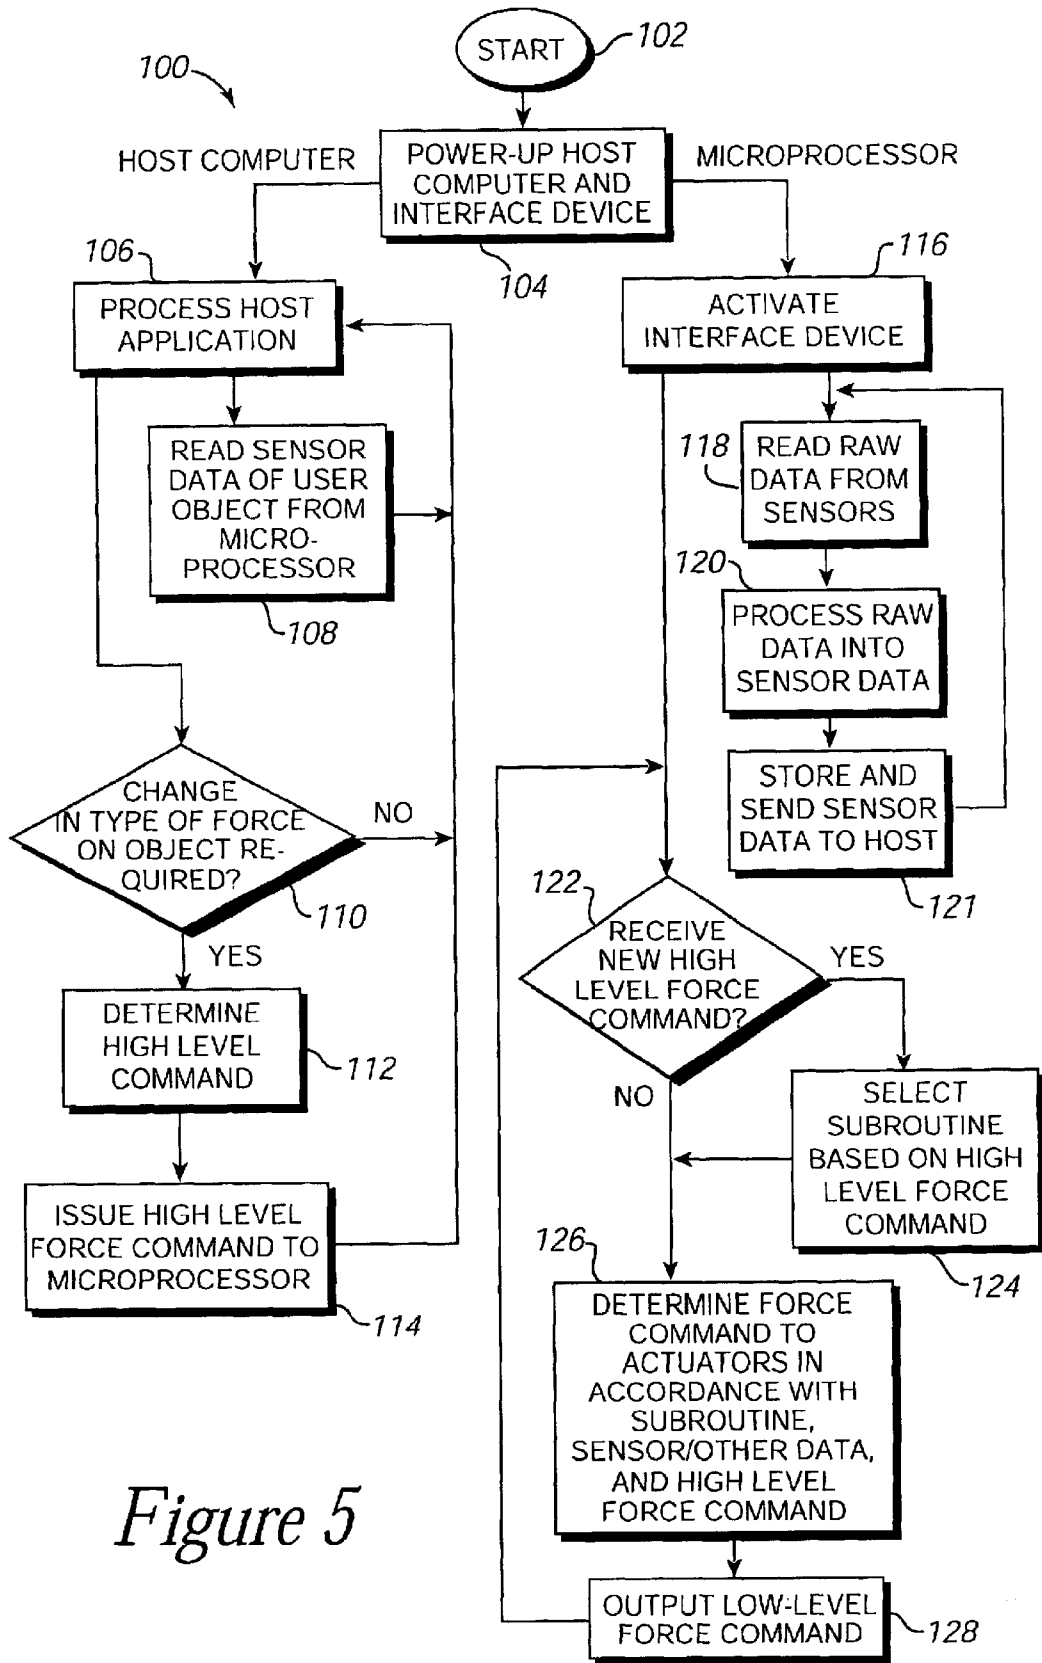 START
102
100
HOST COMPUTER
POWER-UP HOST
COMPUTER AND
INTERFACE DEVICE
MICROPROCESSOR
104
106
PROCESS HOST
APPLICATION
116
ACTIVATE
INTERFACE DEVICE
READ SENSOR
DATA OF USER
OBJECT FROM
MICRO-
PROCESSOR
108
118
READ RAW
DATA FROM
SENSORS
120
PROCESS RAW
DATA INTO
SENSOR DATA
STORE AND
SEND SENSOR
DATA TO HOST
121
CHANGE
IN TYPE OF FORCE
ON OBJECT RE-
QUIRED?
NO
110
YES
DETERMINE
HIGH LEVEL
COMMAND
112
ISSUE HIGH LEVEL
FORCE COMMAND TO
MICROPROCESSOR
114
122
RECEIVE
NEW HIGH
LEVEL FORCE
COMMAND?
YES
NO
SELECT
SUBROUTINE
BASED ON HIGH
LEVEL FORCE
COMMAND
124
126
DETERMINE FORCE
COMMAND TO
ACTUATORS IN
ACCORDANCE WITH
SUBROUTINE,
SENSOR/OTHER DATA,
AND HIGH LEVEL
FORCE COMMAND
OUTPUT LOW-LEVEL
FORCE COMMAND
128
Figure 5